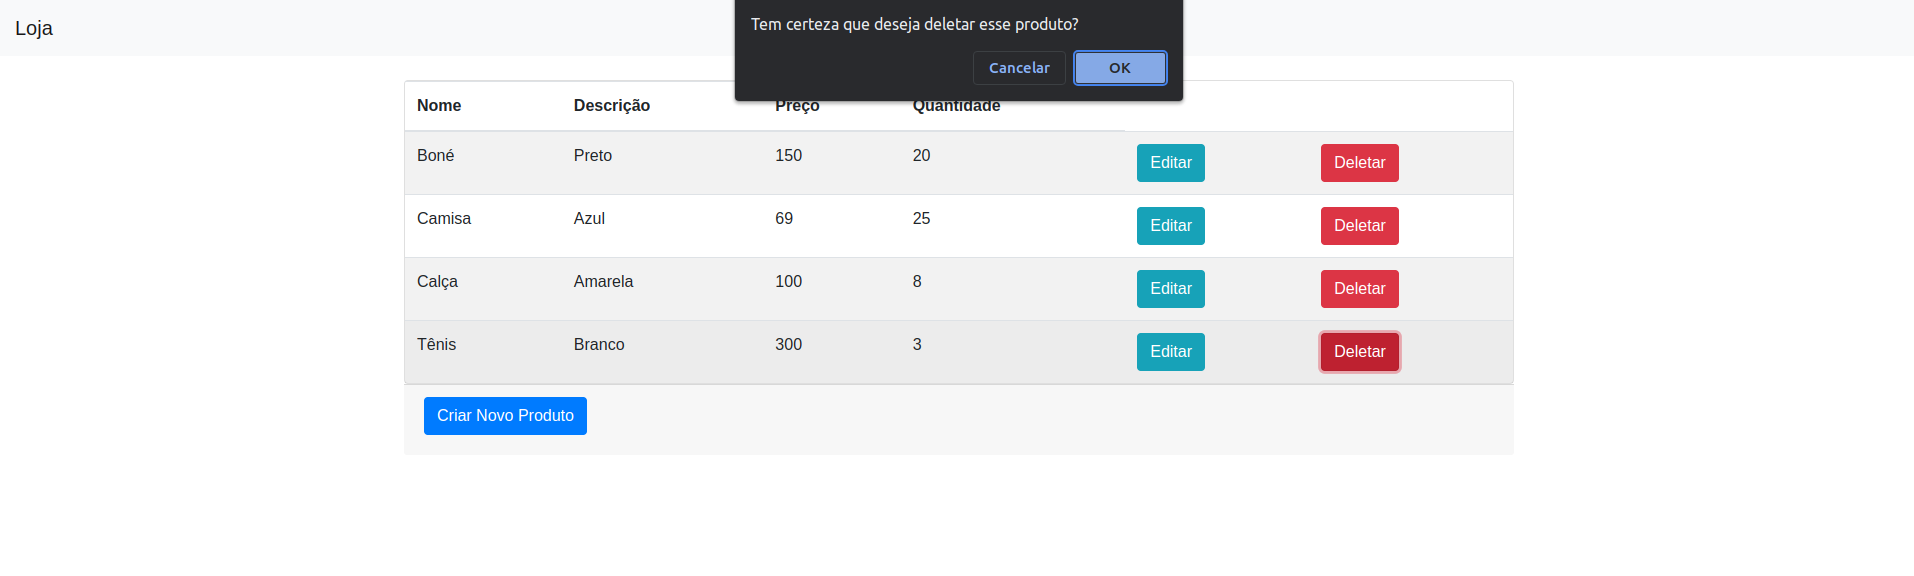 Loja
Tem certeza que deseja deletar esse produto?
Cancelar OK
Nome Descrição Preço Quantidade
Boné Preto 150 20 Editar Deletar
Camisa Azul 69 25 Editar Deletar
Calça Amarela 100 8 Editar Deletar
Tênis Branco 300 3 Editar Deletar
Criar Novo Produto